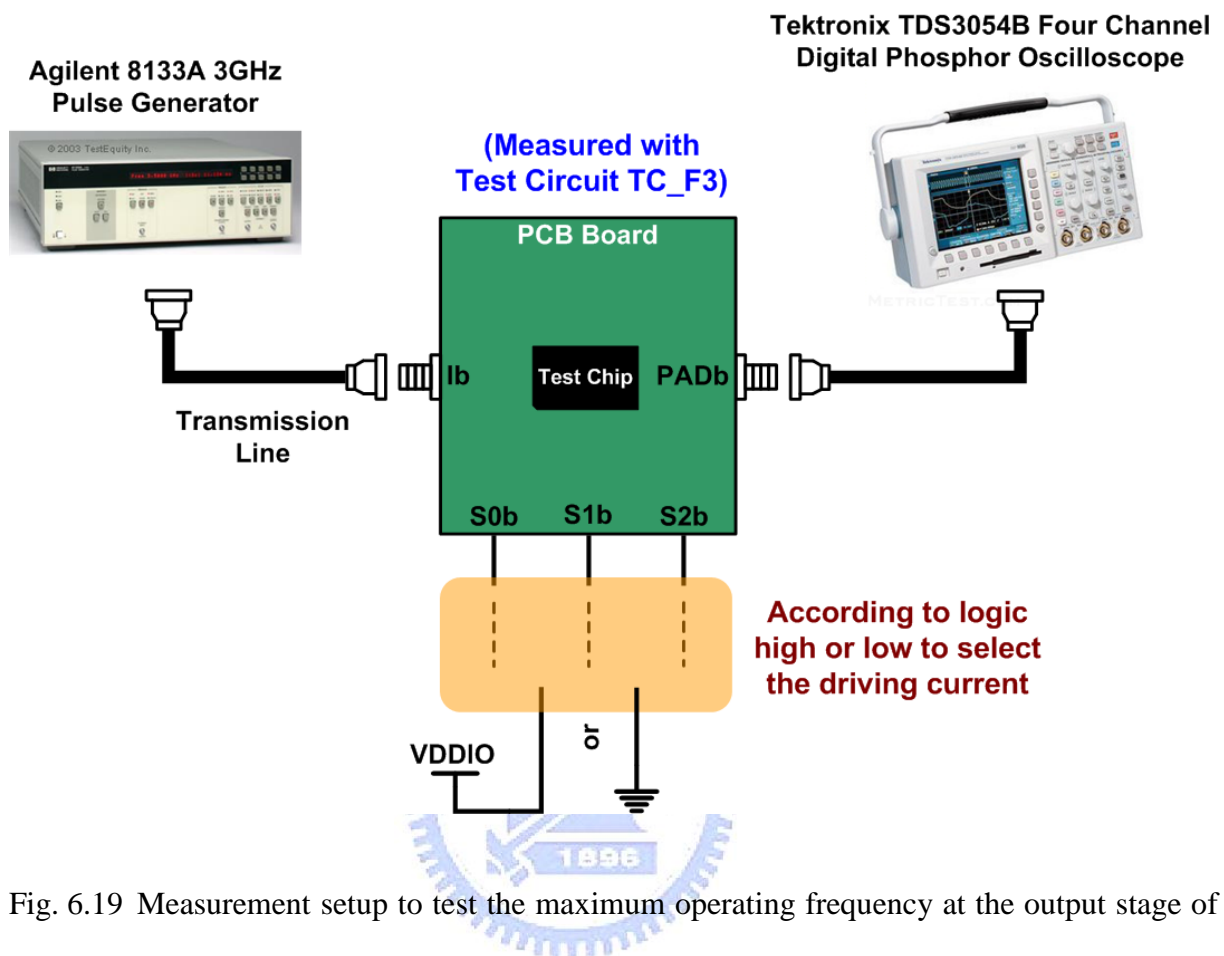 Tektronix TDS3054B Four Channel
Digital Phosphor Oscilloscope
Agilent 8133A 3GHz
Pulse Generator
© 2003 TestEquity Inc.
(Measured with
Test Circuit TC_F3)
PCB Board
METRICTEST.C
Ib
Test Chip
PADb
Transmission
Line
S0b
S1b
S2b
According to logic
high or low to select
the driving current
or
VDDIO
1896
Fig. 6.19 Measurement setup to test the maximum operating frequency at the output stage of